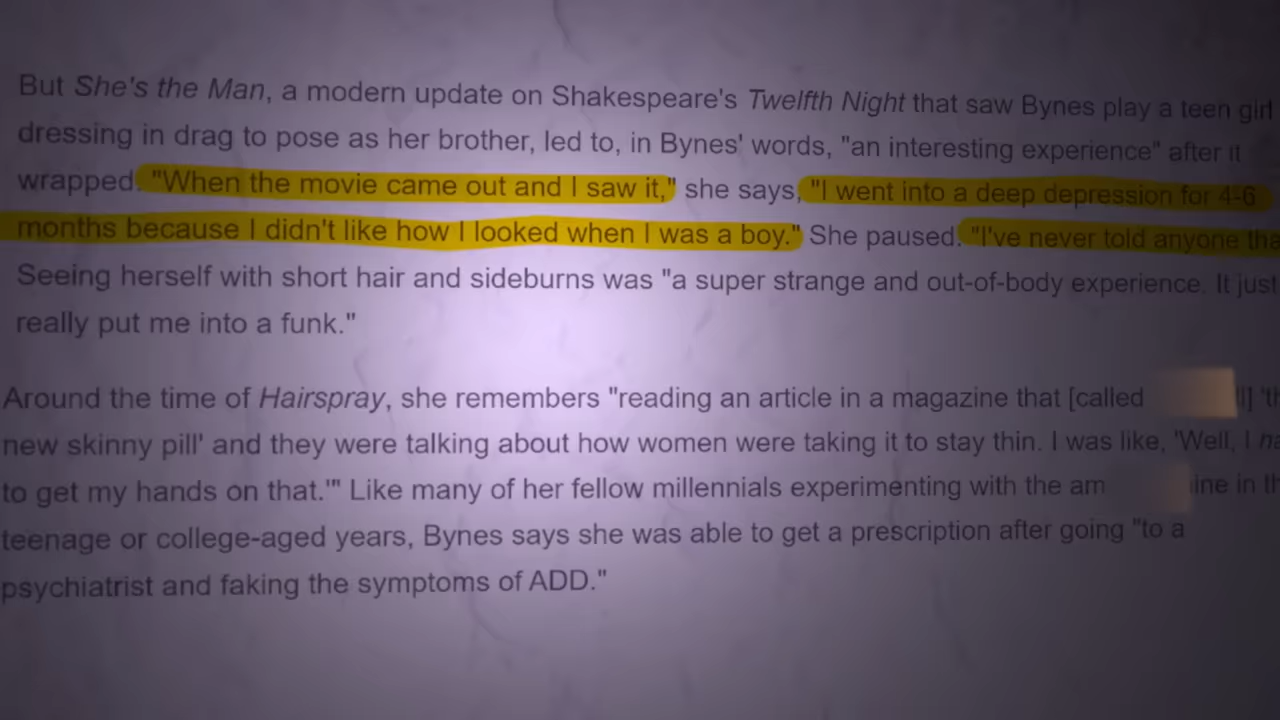 But She's the Man, a modern update on Shakespeare's Twelfth Night that saw Bynes play a teen girl
dressing in drag to pose as her brother, led to, in Bynes' words, "an interesting experience" after it
wrapped. "When the movie came out and I saw it," she says, "I went into a deep depression for 4-6
months because I didn't like how I looked when I was a boy." She paused. "I've never told anyone
Seeing herself with short hair and sideburns was "a super strange and out-of-body experience. It just
really put me into a funk."
Around the time of Hairspray, she remembers "reading an article in a magazine that [called
new skinny pill' and they were talking about how women were taking it to stay thin. I was like, 'Well, I
to get my hands on that.'" Like many of her fellow millennials experimenting with the in
teenage or college-aged years, Bynes says she was able to get a prescription after going "to a
psychiatrist and faking the symptoms of ADD."